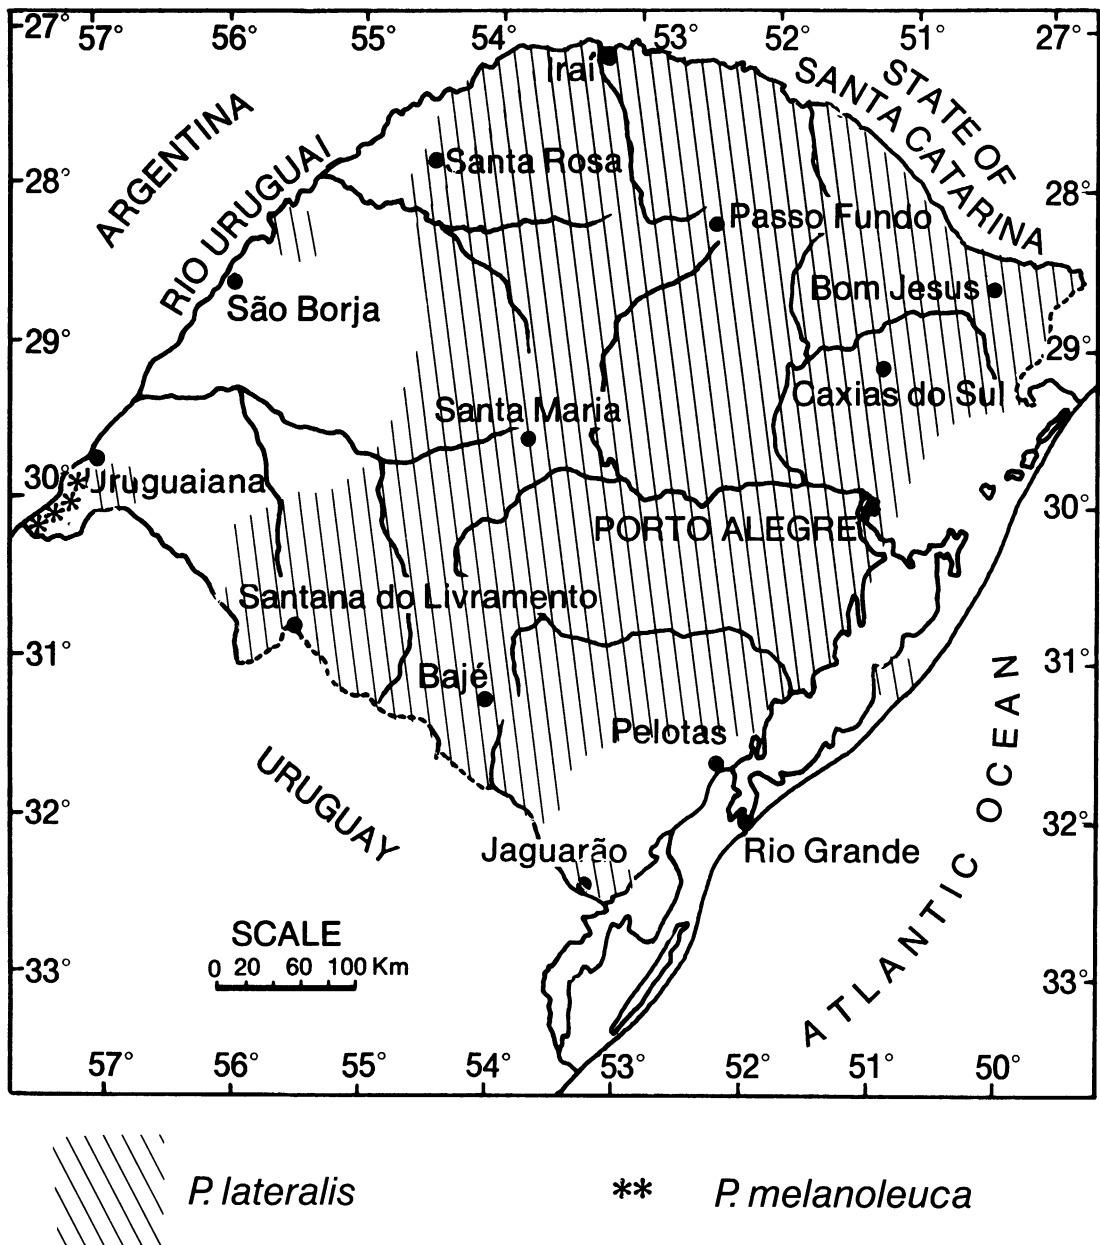 27°
57°
56°
55°
54°
53°
52°
51°
27°
Iraí
STATE OF
SANTA CATARINA
ARGENTINA
RIO URUGUAI
Santa Rosa
28°
28°
Passo Fundo
Bom Jesus
São Borja
29°
29°
Caxias do Sul
Santa Maria
30°
Uruguaiana
30°
PORTO ALEGRE
Santana do Livramento
31°
31°
Bajé
Pelotas
URUGUAY
ATLANTIC OCEAN
32°
32°
Jaguarão
Rio Grande
SCALE
0 20 60 100 Km
33°
33°
57°
56°
55°
54°
53°
52°
51°
50°
P. lateralis
** P. melanoleuca